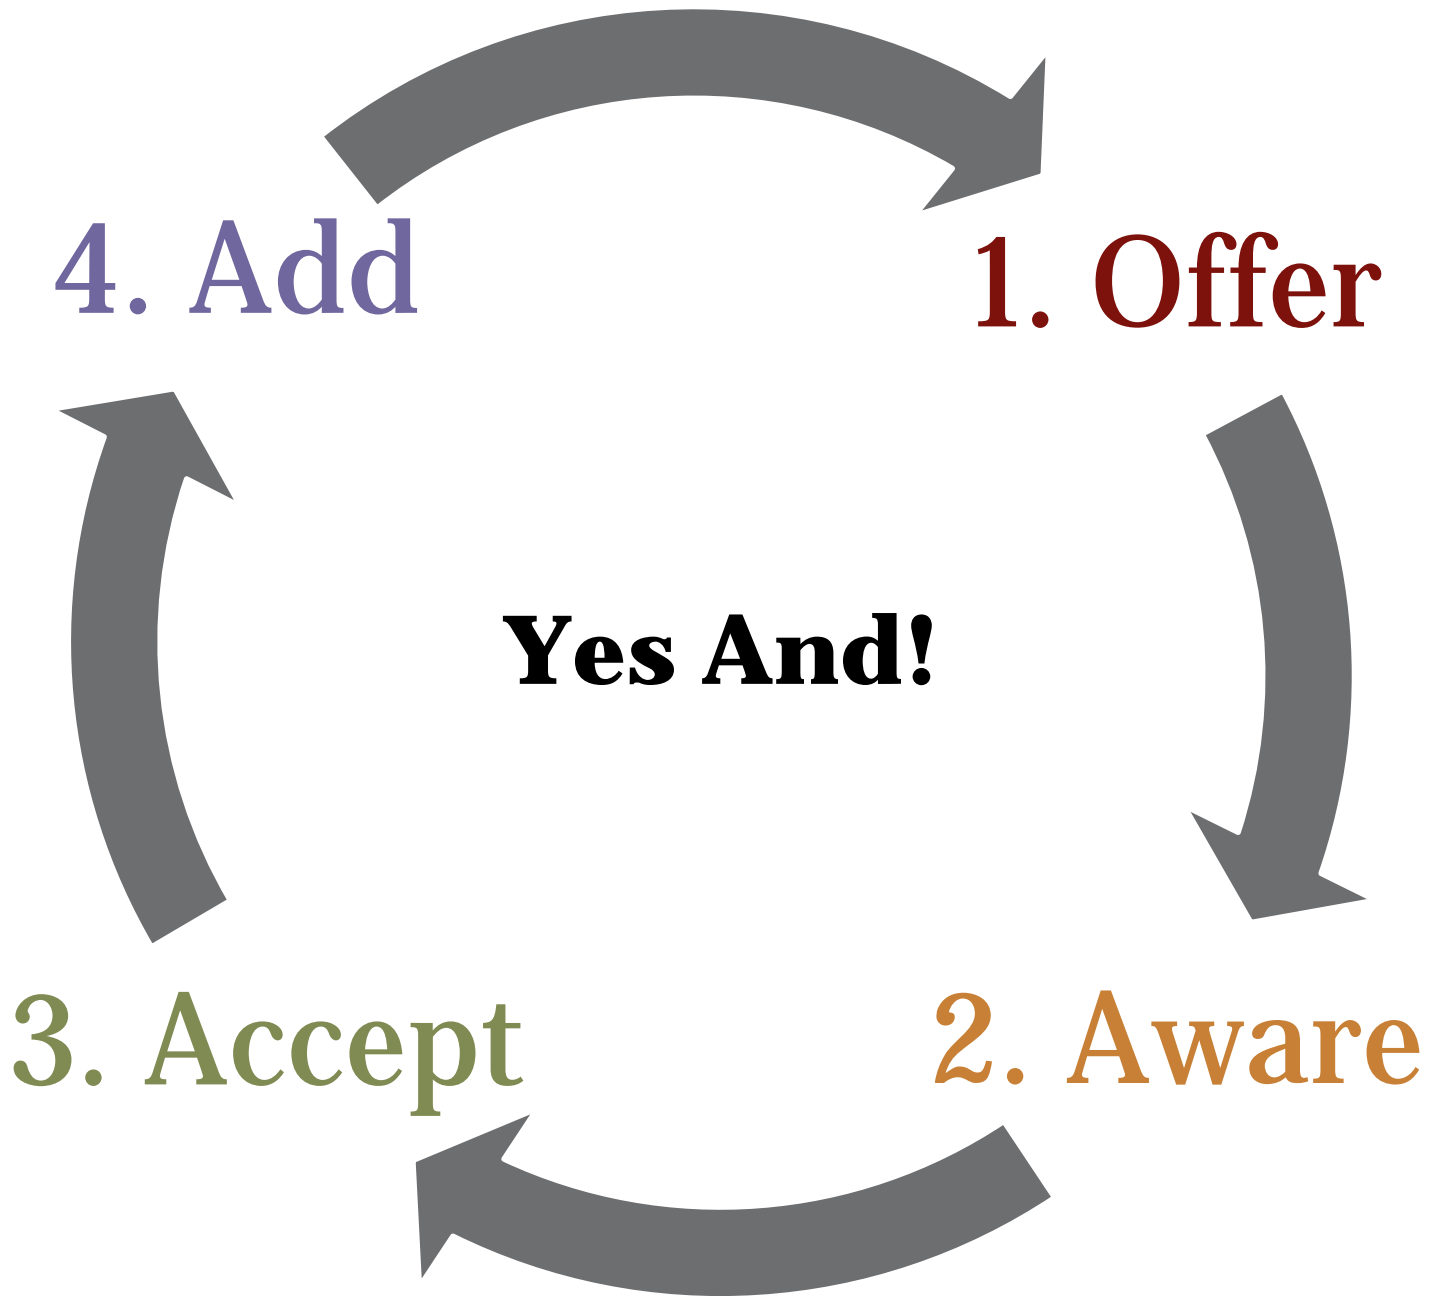 1. Offer
2. Aware
3. Accept
4. Add
Yes And!